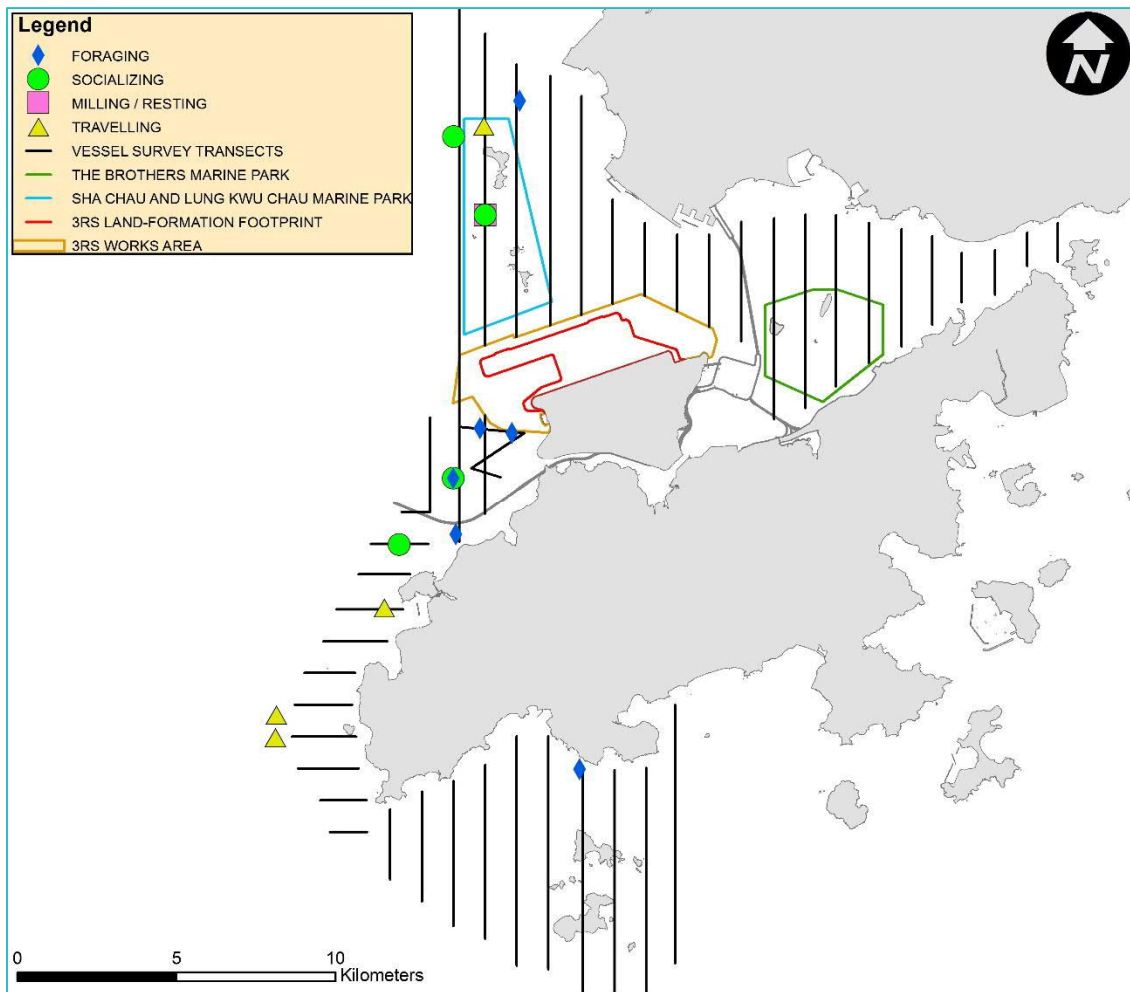 Legend
FORAGING
SOCIALIZING
MILLING / RESTING
TRAVELLING
VESSEL SURVEY TRANSECTS
THE BROTHERS MARINE PARK
SHA CHAU AND LUNG KWU CHAU MARINE PARK
3RS LAND-FORMATION FOOTPRINT
3RS WORKS AREA
N
0 5 10
Kilometers